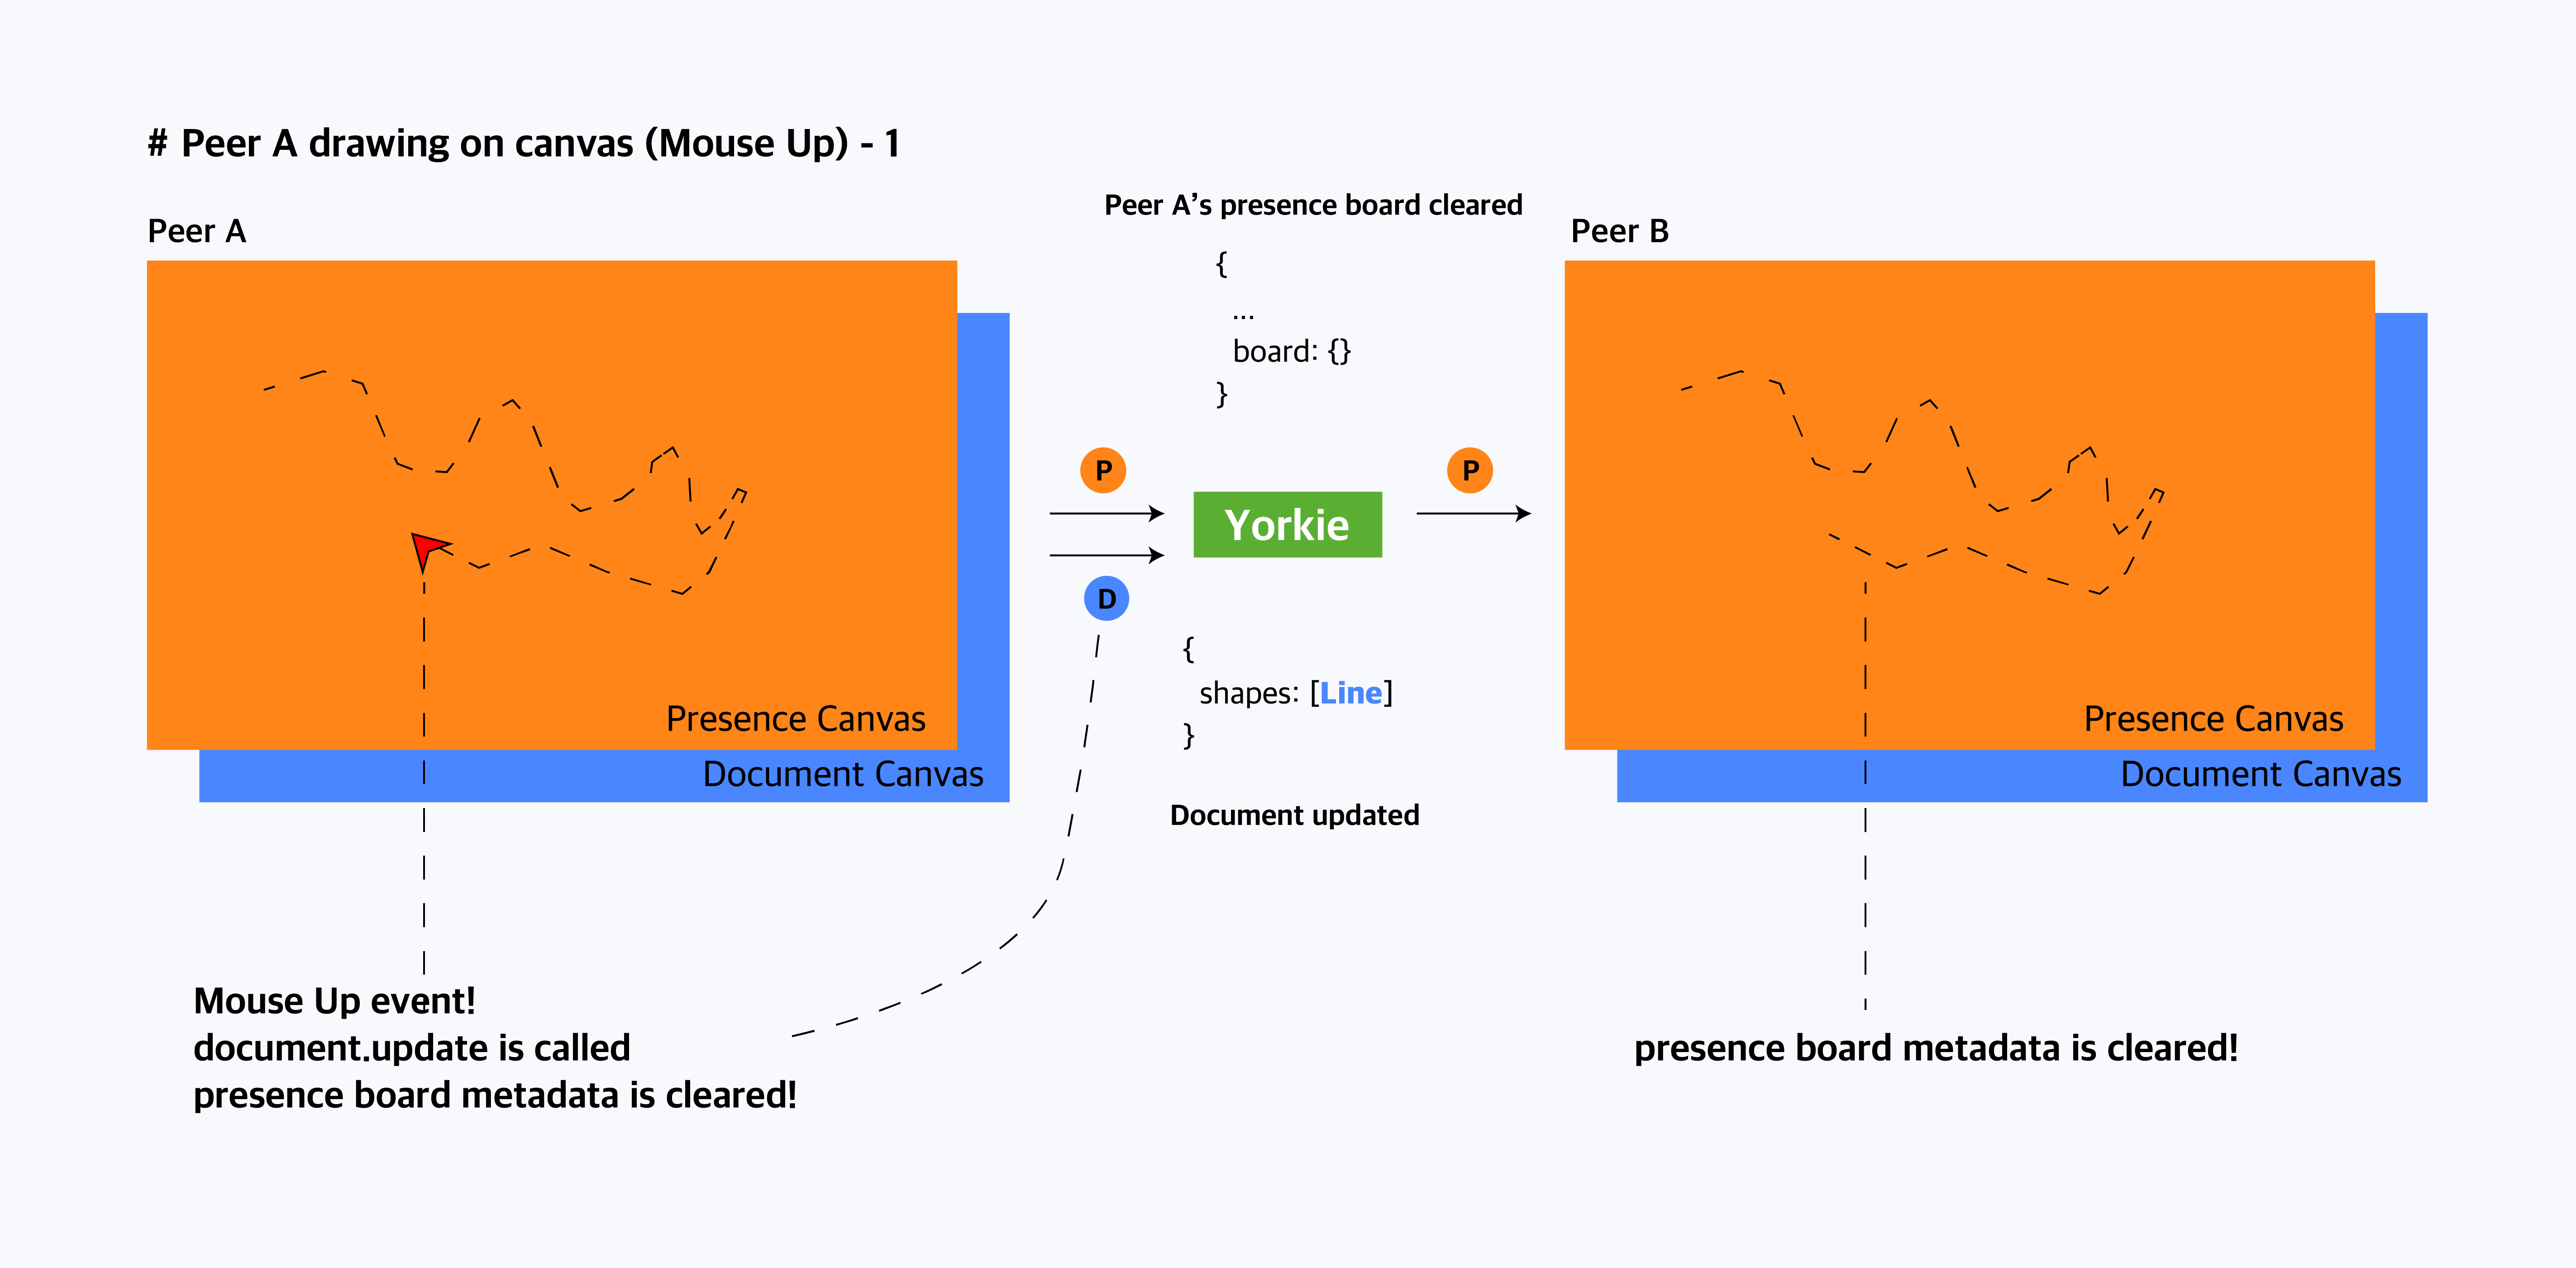 # Peer A drawing on canvas (Mouse Up) - 1
Peer A
Presence Canvas
Document Canvas
Mouse Up event!
document.update is called
presence board metadata is cleared!
Peer A’s presence board cleared
{
...
board: {}
}
P
P
Yorkie
D
{
shapes: [Line]
}
Document updated
Peer B
Presence Canvas
Document Canvas
presence board metadata is cleared!